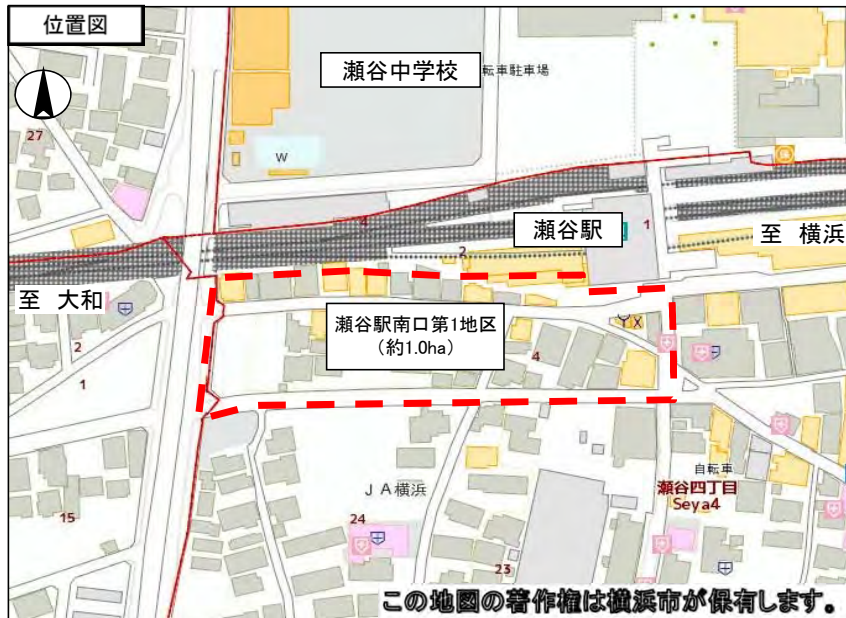 位置図
瀬谷中学校
転車駐車場
27
W
4
瀬谷駅
1
至 横浜
2
至 大和
瀬谷駅南口第1地区
(約1.0ha)
2
4
1
自転車
瀬谷四丁目
Seya4
JA横浜
15
24
23
この地図の著作権は横浜市が保有します。